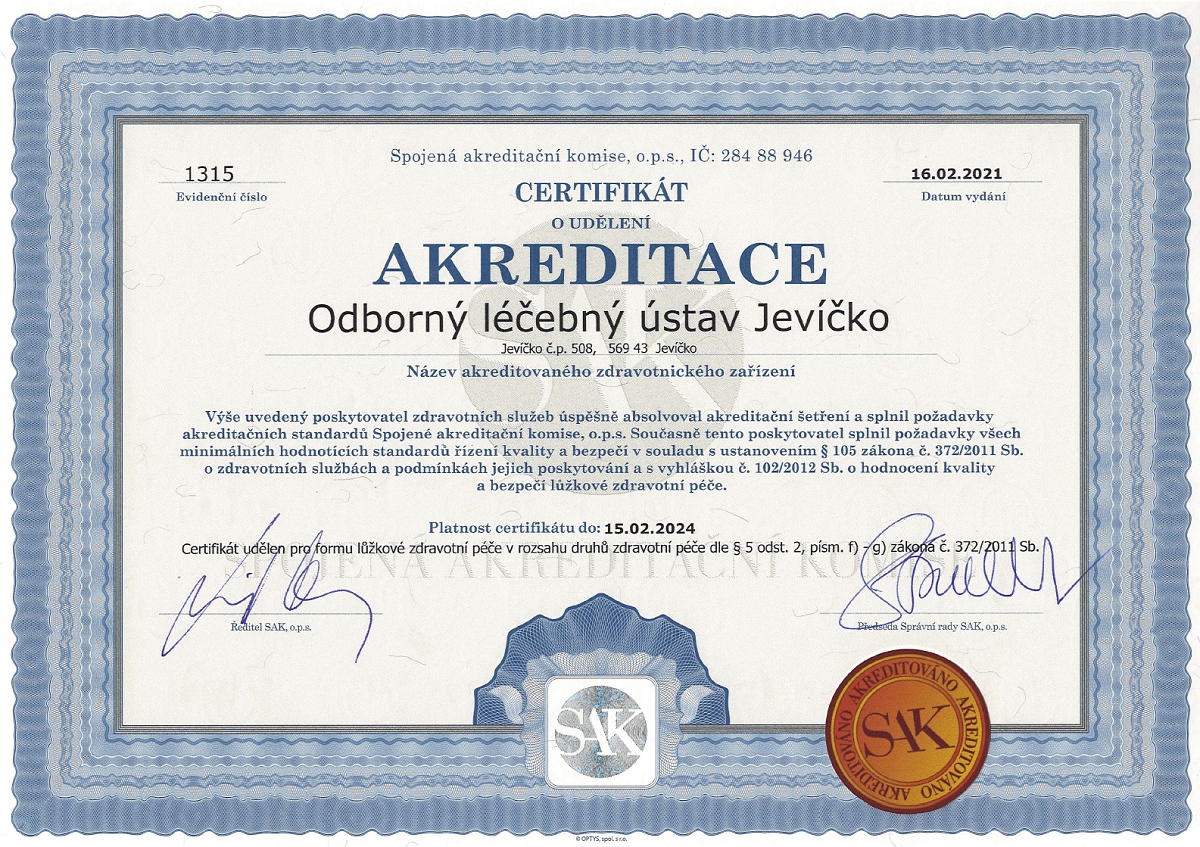 Spojená akreditační komise, o.p.s., IČ: 284 88 946
1315
Evidenční číslo
16.02.2021
Datum vydání
CERTIFIKÁT
O UDĚLENÍ
AKREDITACE
Odborný léčebný ústav Jevíčko
Jevíčko č.p. 508, 569 43 Jevíčko
Název akreditovaného zdravotnického zařízení
Výše uvedený poskytovatel zdravotních služeb úspěšně absolvoval akreditační šetření a splnil požadavky
akreditačních standardů Spojené akreditační komise, o.p.s. Současně tento poskytovatel splnil požadavky všech
minimálních hodnotících standardů řízení kvality a bezpečí v souladu s ustanovením § 105 zákona č. 372/2011 Sb.
o zdravotních službách a podmínkách jejich poskytování a s vyhláškou č. 102/2012 Sb. o hodnocení kvality
a bezpečí lůžkové zdravotní péče.
Platnost certifikátu do: 15.02.2024
Certifikát udělen pro formu lůžkové zdravotní péče v rozsahu druhů zdravotní péče dle § 5 odst. 2, písm. f) - g) zákona č. 372/2011 Sb.
SPOJENÁ AKREDITAČNÍ KOMISE
Ředitel SAK, o.p.s.
Předseda Správní rady SAK, o.p.s.
SAK
SAK
AKREDITOVÁNO AKREDITOVÁNO AKREDITOVÁNO
SAK
© OPTYS, spol. s r.o.